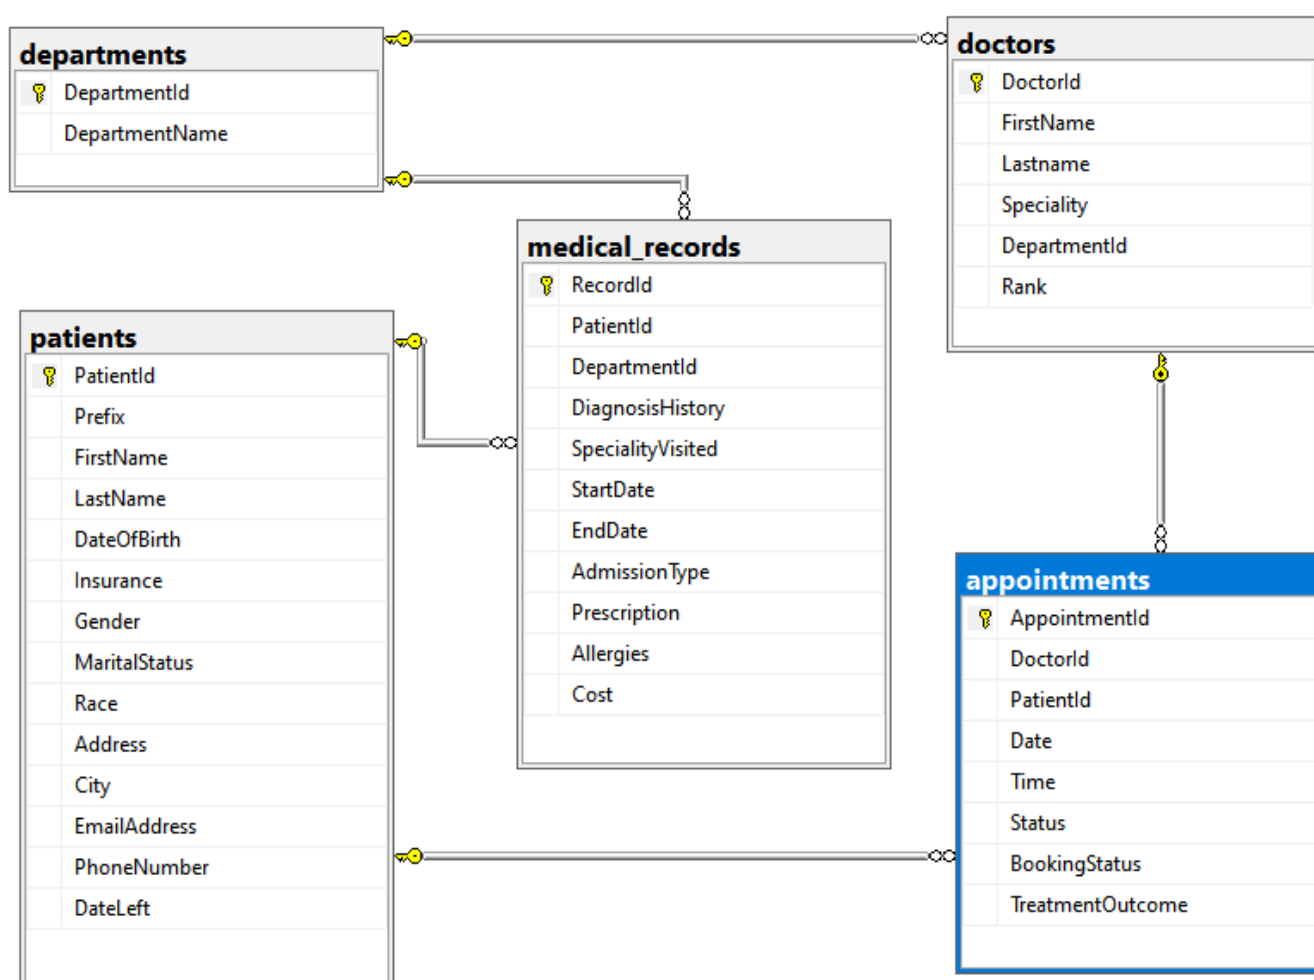 departments
DepartmentId
DepartmentName
doctors
DoctorId
FirstName
Lastname
Speciality
DepartmentId
Rank
medical_records
RecordId
PatientId
DepartmentId
DiagnosisHistory
SpecialityVisited
StartDate
EndDate
AdmissionType
Prescription
Allergies
Cost
patients
PatientId
Prefix
FirstName
LastName
DateOfBirth
Insurance
Gender
MaritalStatus
Race
Address
City
EmailAddress
PhoneNumber
DateLeft
appointments
AppointmentId
DoctorId
PatientId
Date
Time
Status
BookingStatus
TreatmentOutcome